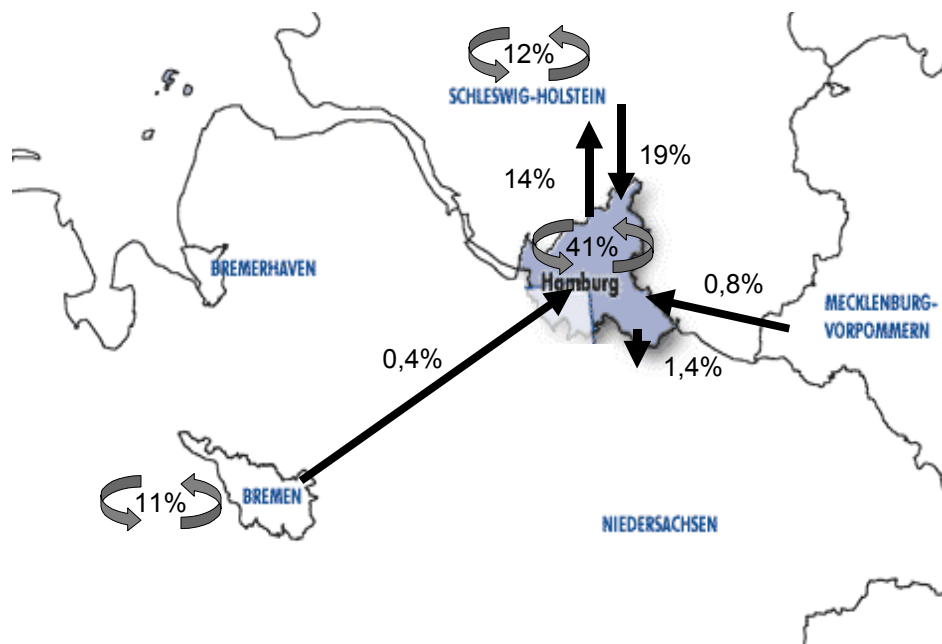 12%
SCHLESWIG-HOLSTEIN
19%
14%
41%
Hamburg
BREMERHAVEN
0,8%
MECKLENBURG-
VORPOMMERN
0,4%
1,4%
11%
BREMEN
NIEDERSACHSEN